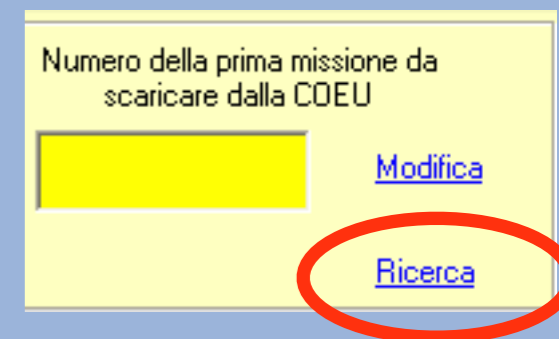 Numero della prima missione da
scaricare dalla COEU
Modifica
Ricerca